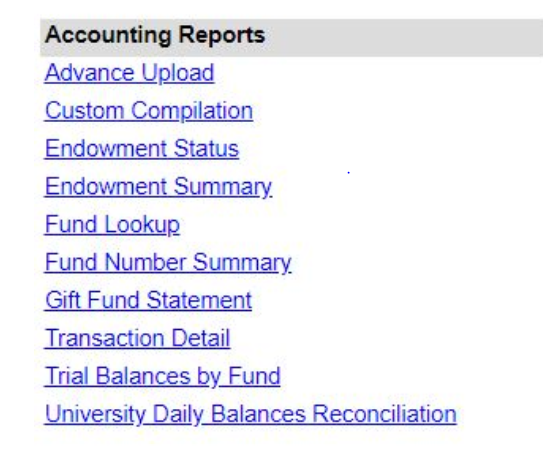 Accounting Reports
Advance Upload
Custom Compilation
Endowment Status
Endowment Summary
Fund Lookup
Fund Number Summary
Gift Fund Statement
Transaction Detail
Trial Balances by Fund
University Daily Balances Reconciliation